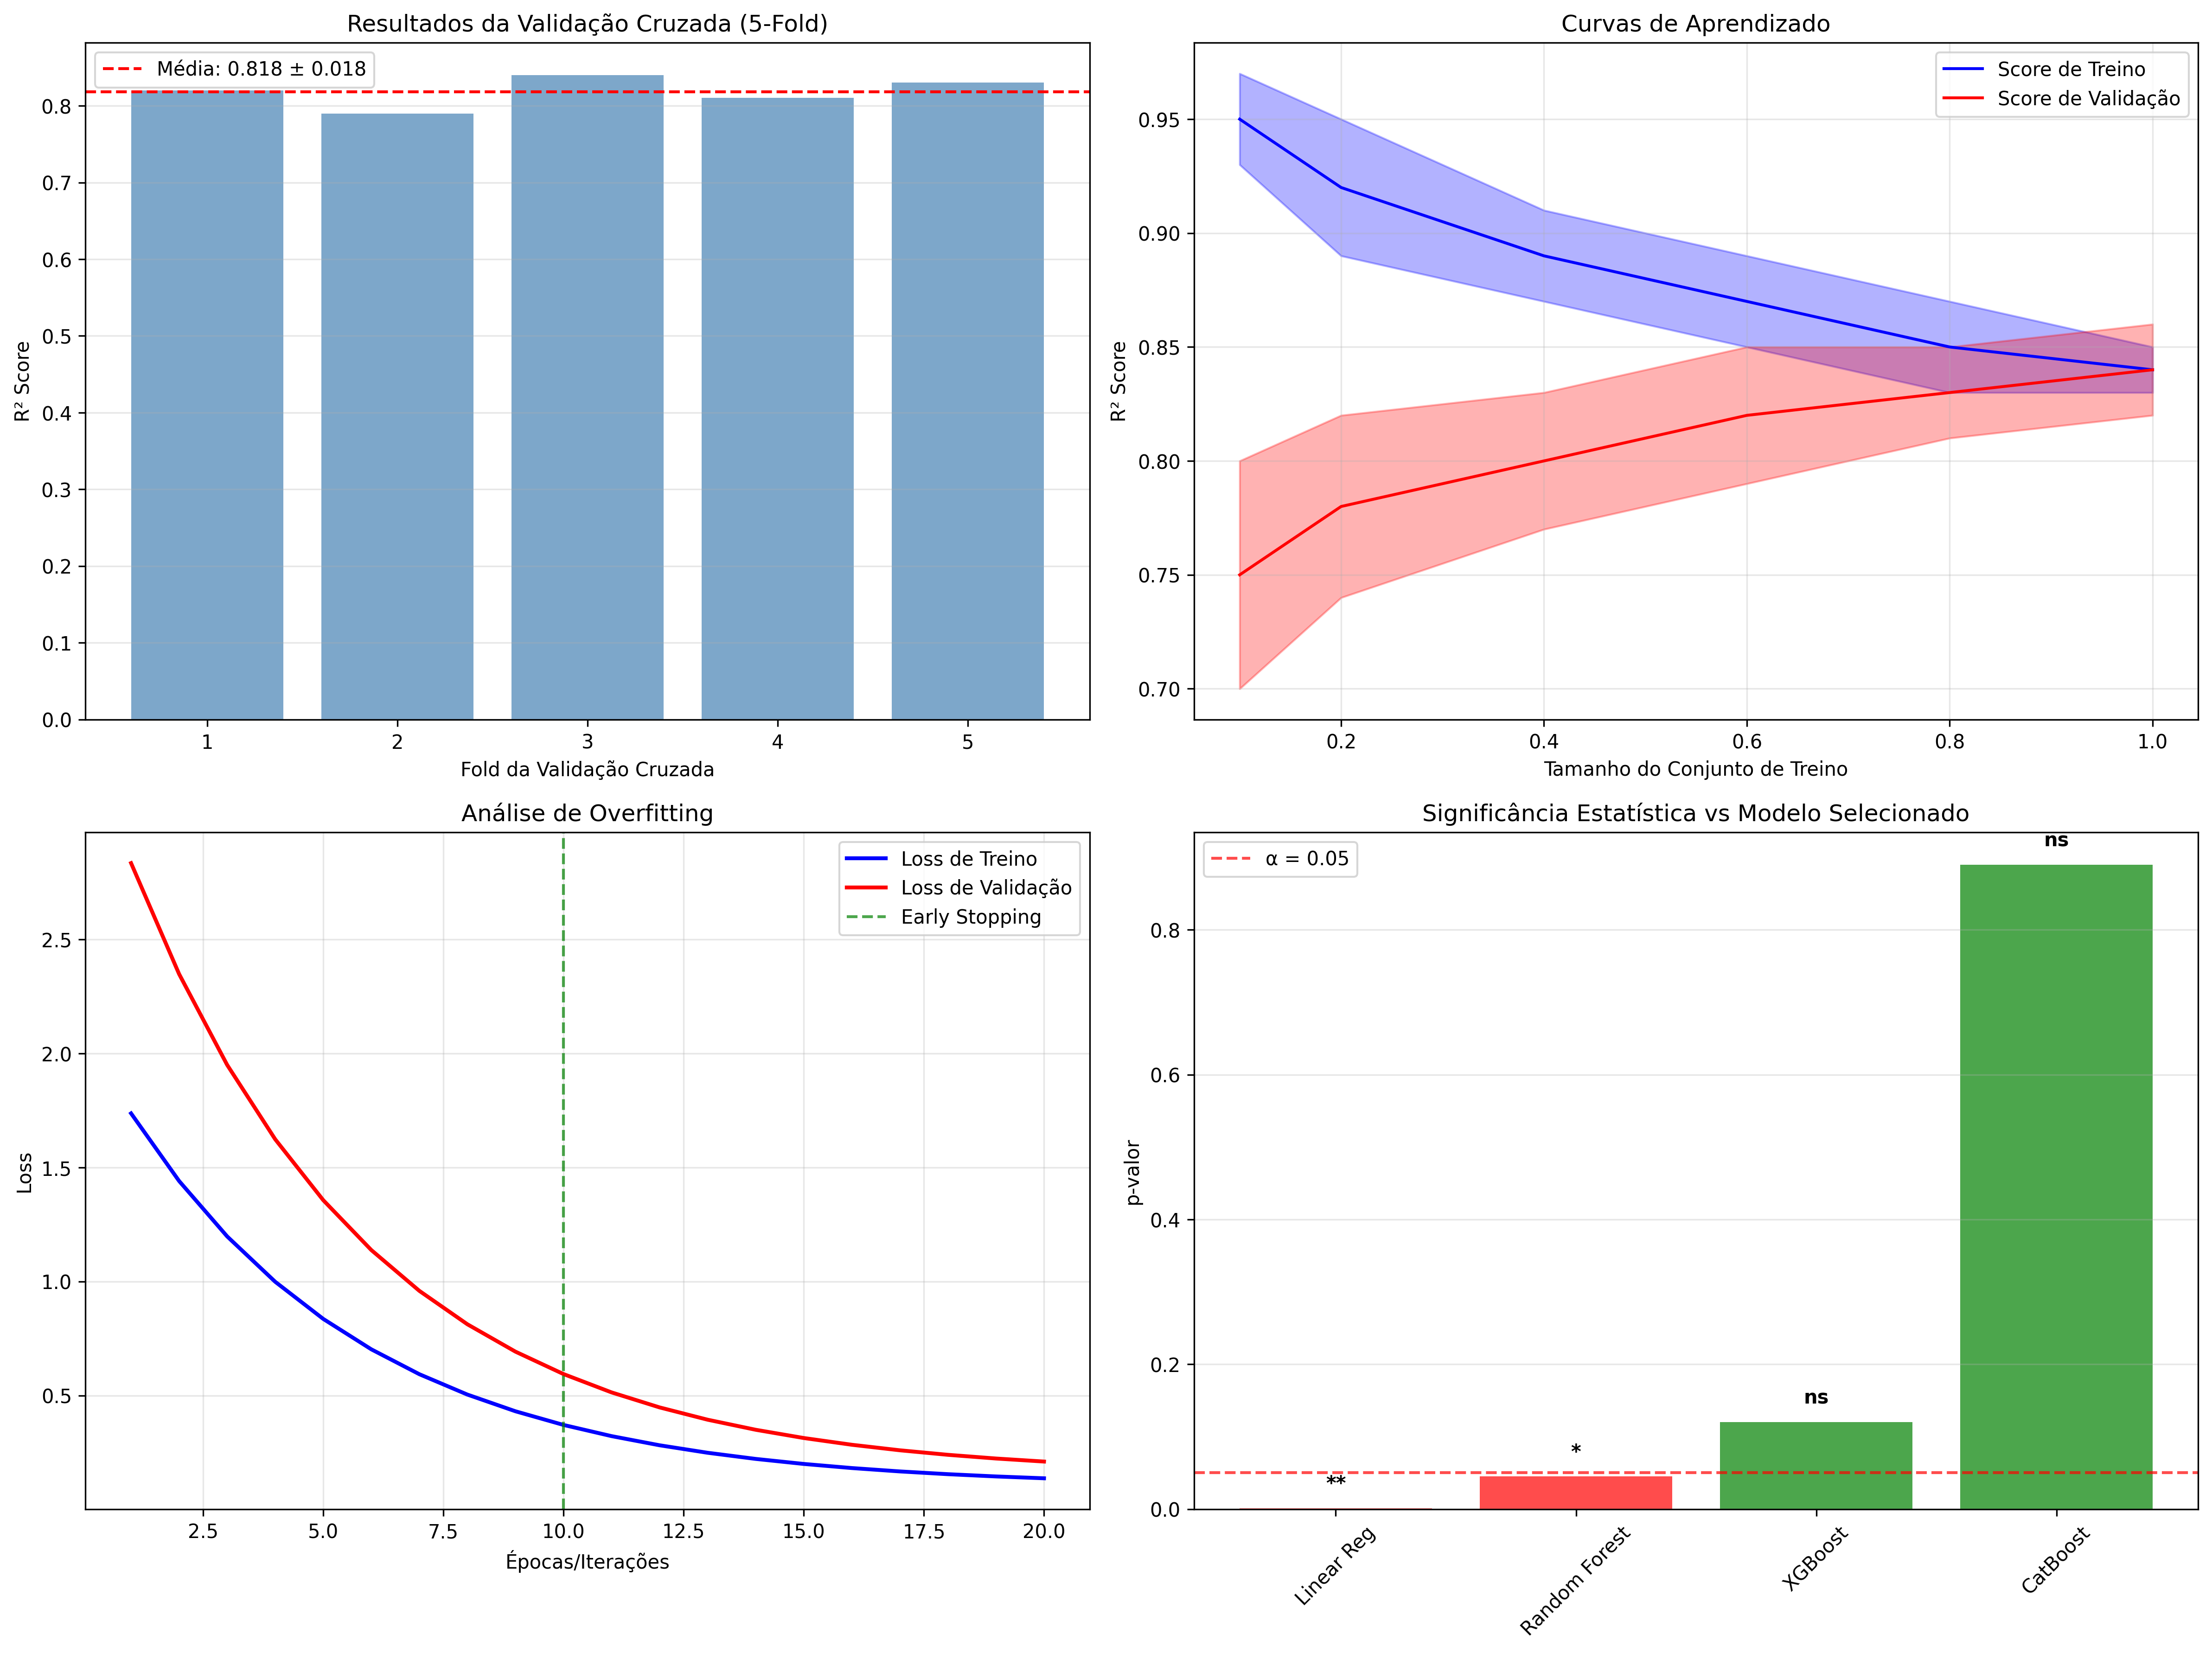 Resultados da Validação Cruzada (5-Fold)
Média: 0.818 ± 0.018
R² Score
0.8
0.7
0.6
0.5
0.4
0.3
0.2
0.1
0.0
1 2 3 4 5
Fold da Validação Cruzada
Curvas de Aprendizado
Score de Treino
Score de Validação
R² Score
0.95
0.90
0.85
0.80
0.75
0.70
0.2 0.4 0.6 0.8 1.0
Tamanho do Conjunto de Treino
Análise de Overfitting
Loss de Treino
Loss de Validação
Early Stopping
Loss
2.5
2.0
1.5
1.0
0.5
2.5 5.0 7.5 10.0 12.5 15.0 17.5 20.0
Épocas/Iterações
Significância Estatística vs Modelo Selecionado
α = 0.05
p-valor
0.8
0.6
0.4
0.2
0.0
**
*
ns
ns
Linear Reg
Random Forest
XGBoost
CatBoost